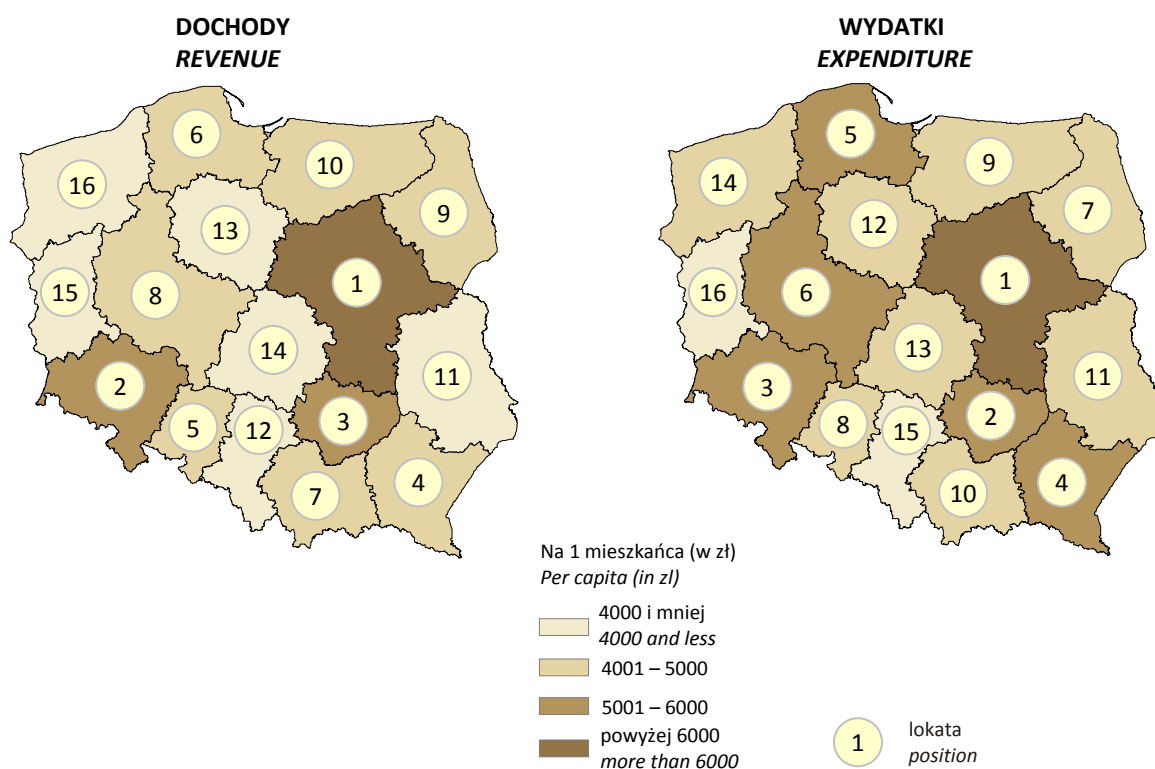 DOCHODY
REVENUE
6
10
16
9
13
1
15
8
14
11
2
12
3
5
4
7
WYDATKI
EXPENDITURE
5
9
14
7
12
1
16
6
13
11
3
2
8
15
4
10
Na 1 mieszkańca (w zł)
Per capita (in zl)
4000 i mniej
4000 and less
4001 – 5000
5001 – 6000
powyżej 6000
more than 6000
1
lokata
position